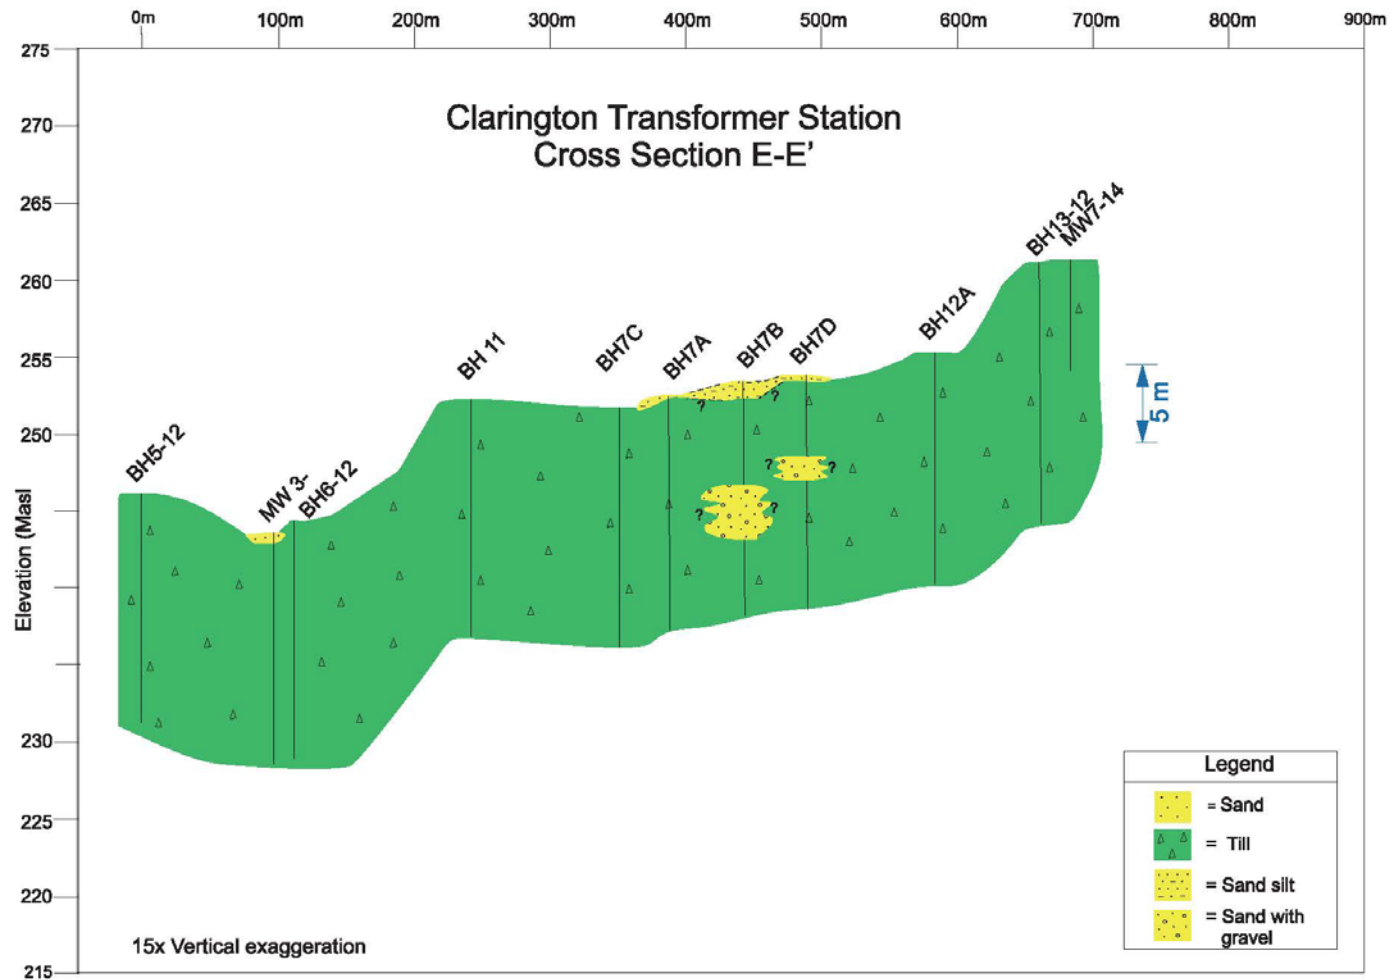 0m 100m 200m 300m 400m 500m 600m 700m 800m 900m
275
270
265
260
255
250
230
225
220
215
Elevation (Masl
Clarington Transformer Station
Cross Section E-E'
BH5-12
MW 3-
BH6-12
BH 11
BH7C
BH7A
BH7B
BH7D
BH12A
BH13-12
MW7-14
? ?
? ?
? ?
5 m
Legend
= Sand
= Till
= Sand silt
= Sand with
gravel
15x Vertical exaggeration